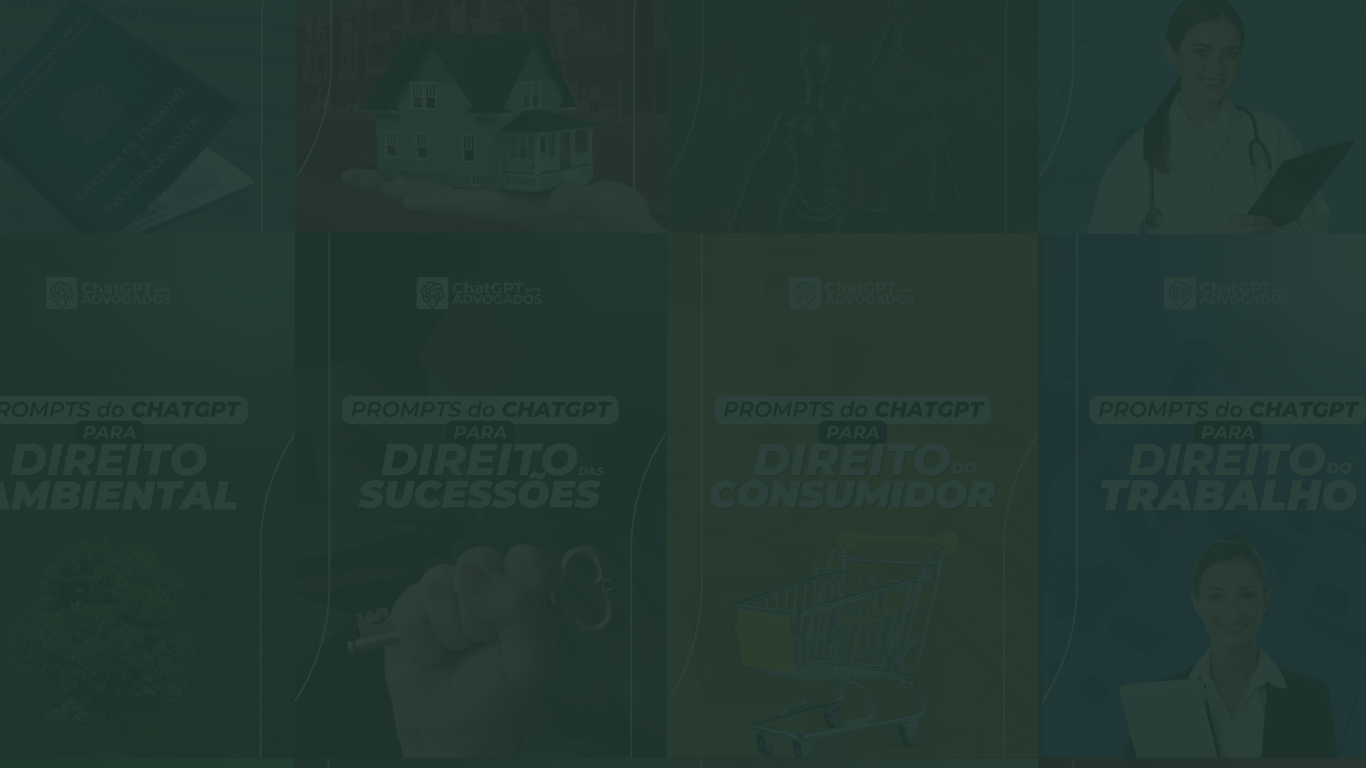 CARTEIRA DE TRABALHO
E
PREVIDÊNCIA SOCIAL
ChatGPT para
ADVOGADOS
ROMPTS do CHATGPT
PARA
DIREITO
AMBIENTAL
ChatGPT para
ADVOGADOS
PROMPTS do CHATGPT
PARA
DIREITO DAS
SUCESSÕES
ChatGPT para
ADVOGADOS
PROMPTS do CHATGPT
PARA
DIREITO DO
CONSUMIDOR
ChatGPT para
ADVOGADOS
PROMPTS do CHATGPT
PARA
DIREITO DO
TRABALHO